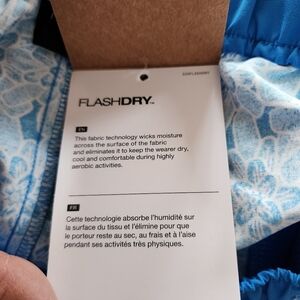 FLASHDRY™
EN
This fabric technology wicks moisture
across the surface of the fabric
and eliminates it to keep the wearer dry,
cool and comfortable during highly
aerobic activities.
FR
Cette technologie absorbe l'humidité sur
la surface du tissu et l'élimine pour que
le porteur reste au sec, au frais et à l'aise
pendant ses activités très physiques.